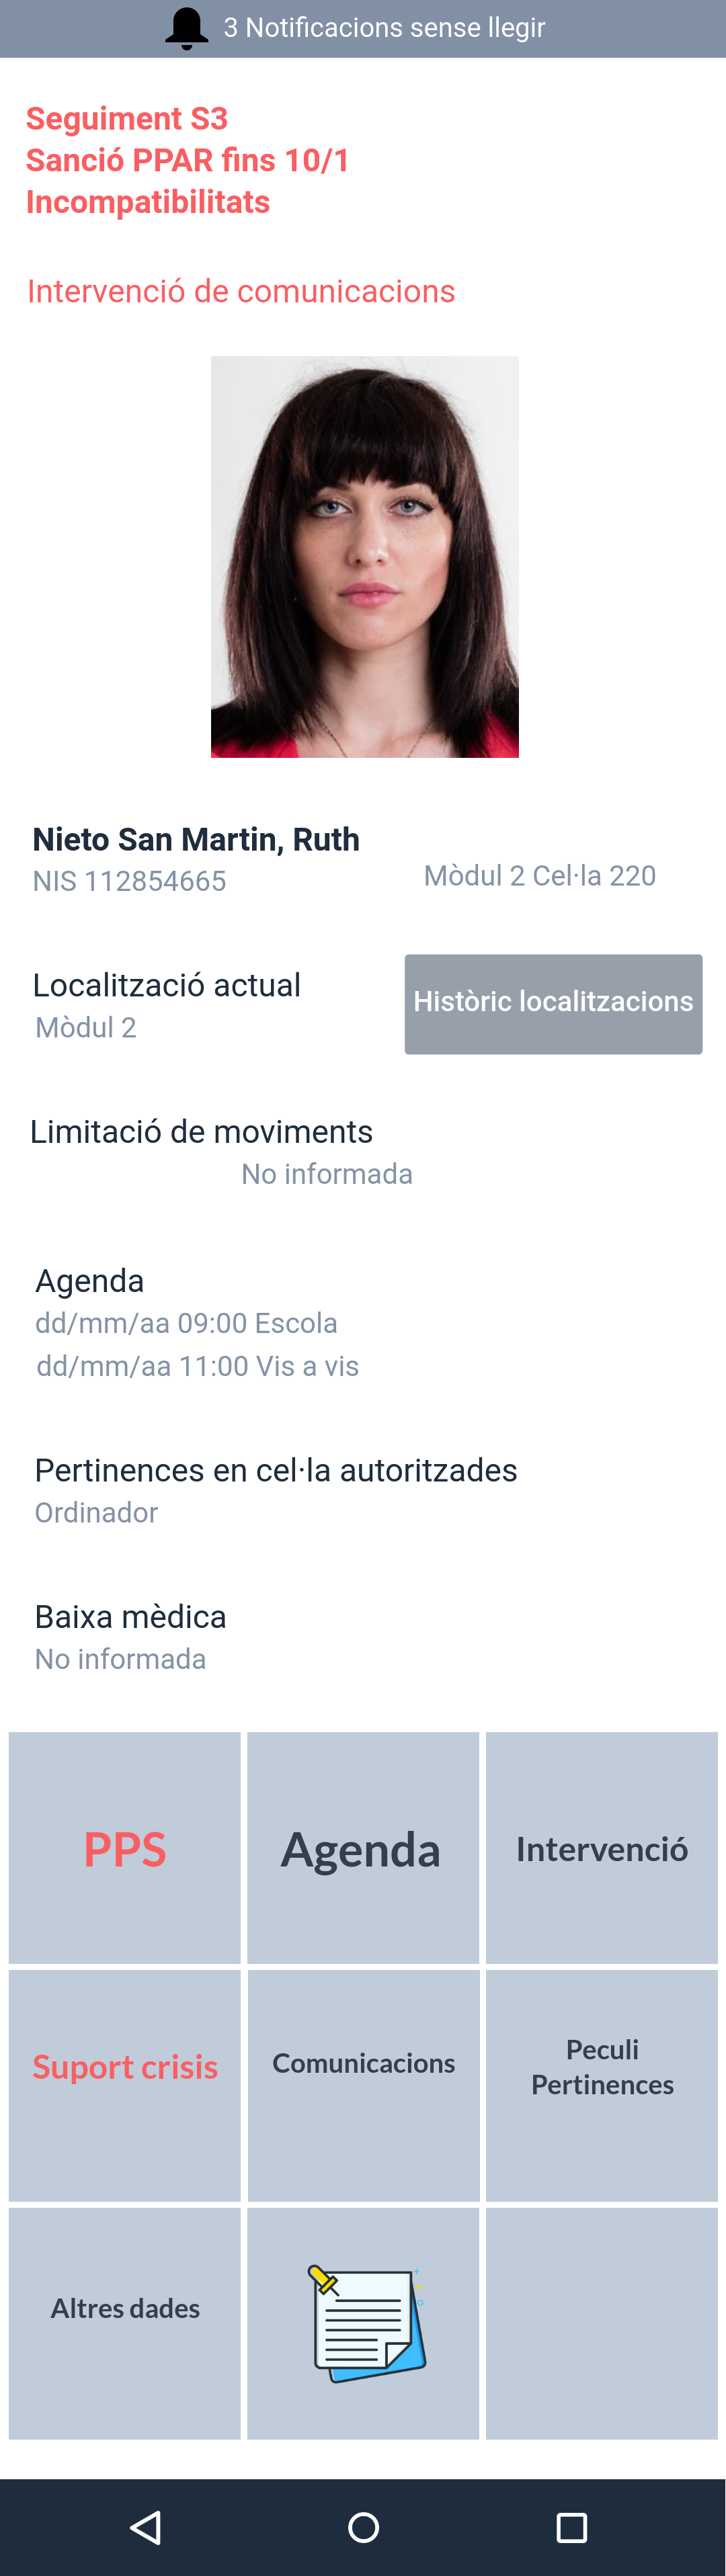 3 Notificacions sense llegir
Seguiment S3
Sanció PPAR fins 10/1
Incompatibilitats
Intervenció de comunicacions
Nieto San Martin, Ruth
NIS 112854665
Mòdul 2 Cel·la 220
Localització actual
Mòdul 2
Històric localitzacions
Limitació de moviments
No informada
Agenda
dd/mm/aa 09:00 Escola
dd/mm/aa 11:00 Vis a vis
Pertinences en cel·la autoritzades
Ordinador
Baixa mèdica
No informada
PPS
Agenda
Intervenció
Suport crisis
Comunicacions
Peculi
Pertinences
Altres dades